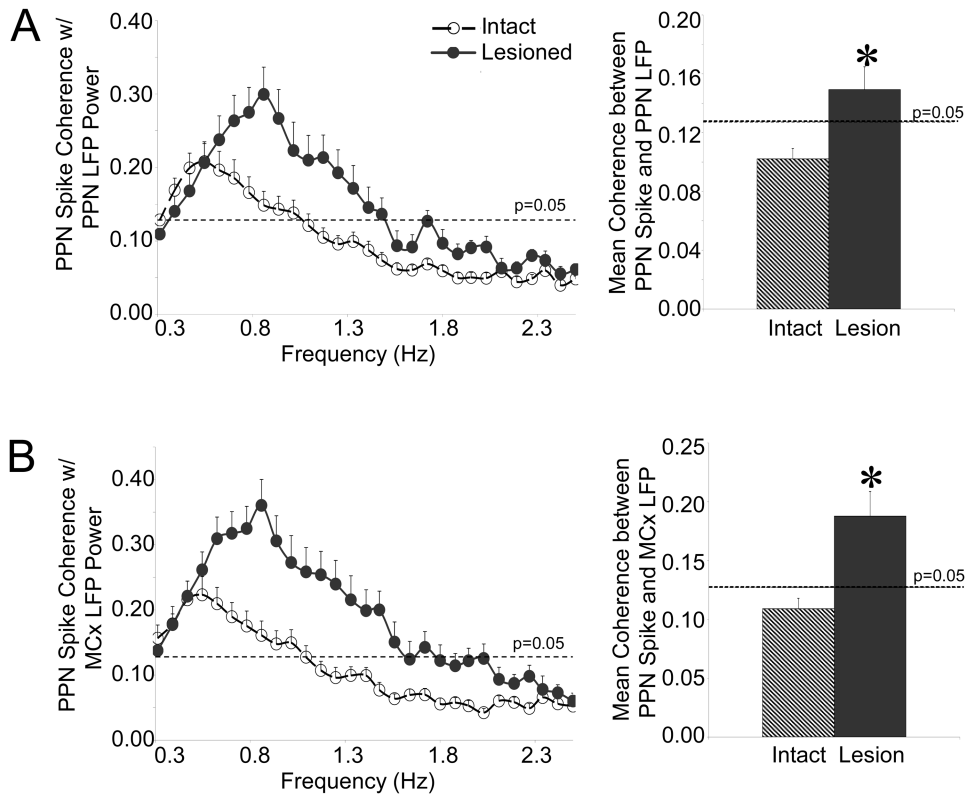 A
PPN Spike Coherence w/
PPN LFP Power
0.40
0.30
0.20
0.10
0.00
Intact
Lesioned
p=0.05
0.3 0.8 1.3 1.8 2.3
Frequency (Hz)
Mean Coherence between
PPN Spike and PPN LFP
0.20
0.16
0.12
0.08
0.04
0.00
*
p=0.05
Intact Lesion
B
PPN Spike Coherence w/
MCx LFP Power
0.40
0.30
0.20
0.10
0.00
p=0.05
0.3 0.8 1.3 1.8 2.3
Frequency (Hz)
Mean Coherence between
PPN Spike and MCx LFP
0.25
0.20
0.15
0.10
0.05
0.00
*
p=0.05
Intact Lesion